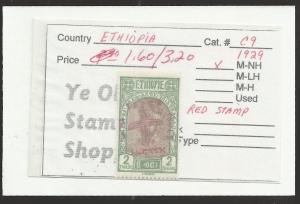 Country ETHIOPIA Cat.# C9
Price 1.60/3.20 1929
✓ M-NH
M-LH
M-H
Used
Ye Ol
Stam
Shop
RED STAMP
Type
ETHIOPIE
2 2